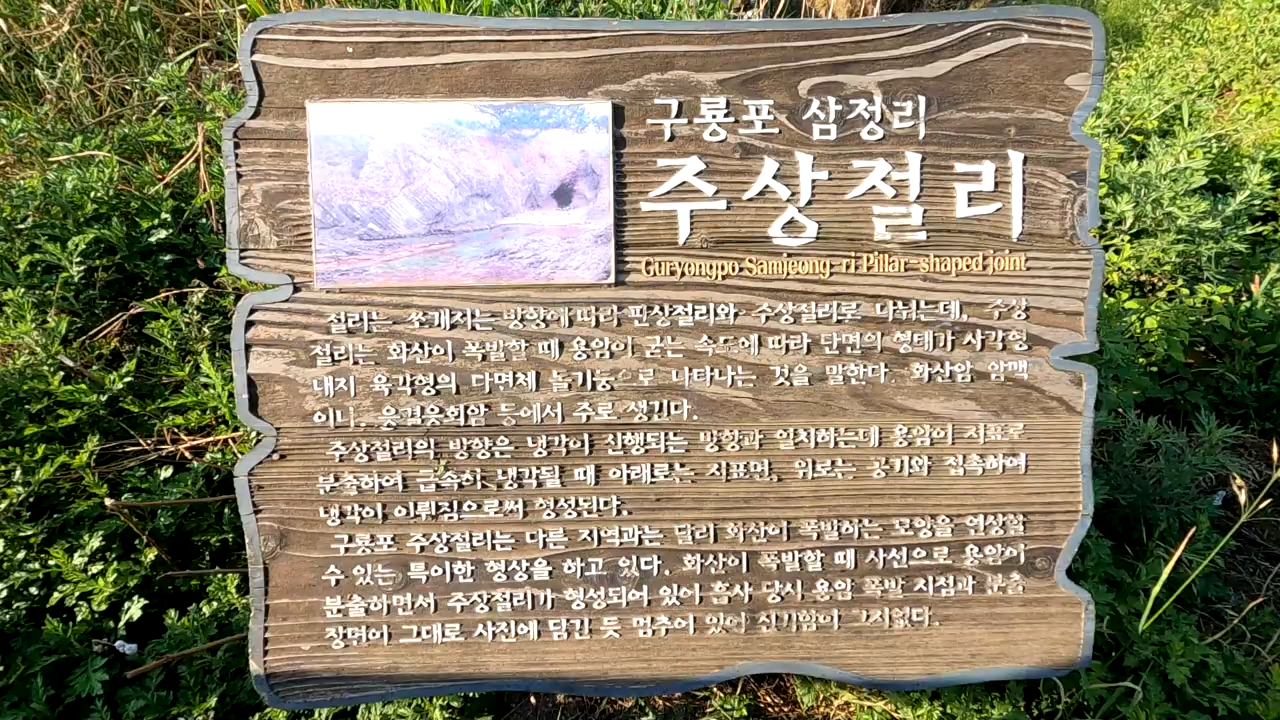 구룡포 삼정리
주상절리
Guryongpo Samjeong-ri Pillar-shaped joint
절리는 쪼개지는 방향에 따라 판상절리와 주상절리로 나뉘는데, 주상
절리는 화산이 폭발할 때 용암이 굳는 속도에 따라 단면의 형태가 사각형
내지 육각형의 다면체 돌기둥으로 나타나는 것을 말한다. 화산암 암맥
이나, 용결응회암 등에서 주로 생긴다.
주상절리의 방향은 냉각이 진행되는 방향과 일치하는데 용암이 지표로
분출하여 급속히 냉각될 때 아래로는 지표면, 위로는 공기와 접촉하여
냉각이 이뤄짐으로써 형성된다.
구룡포 주상절리는 다른 지역과는 달리 화산이 폭발하는 모양을 연상할
수 있는 특이한 형상을 하고 있다. 화산이 폭발할 때 사선으로 용암이
분출하면서 주상절리가 형성되어 있어 흡사 당시 용암 폭발 지점과 분출
장면이 그대로 사진에 담긴 듯 멈추어 있어 신기함이 그지없다.